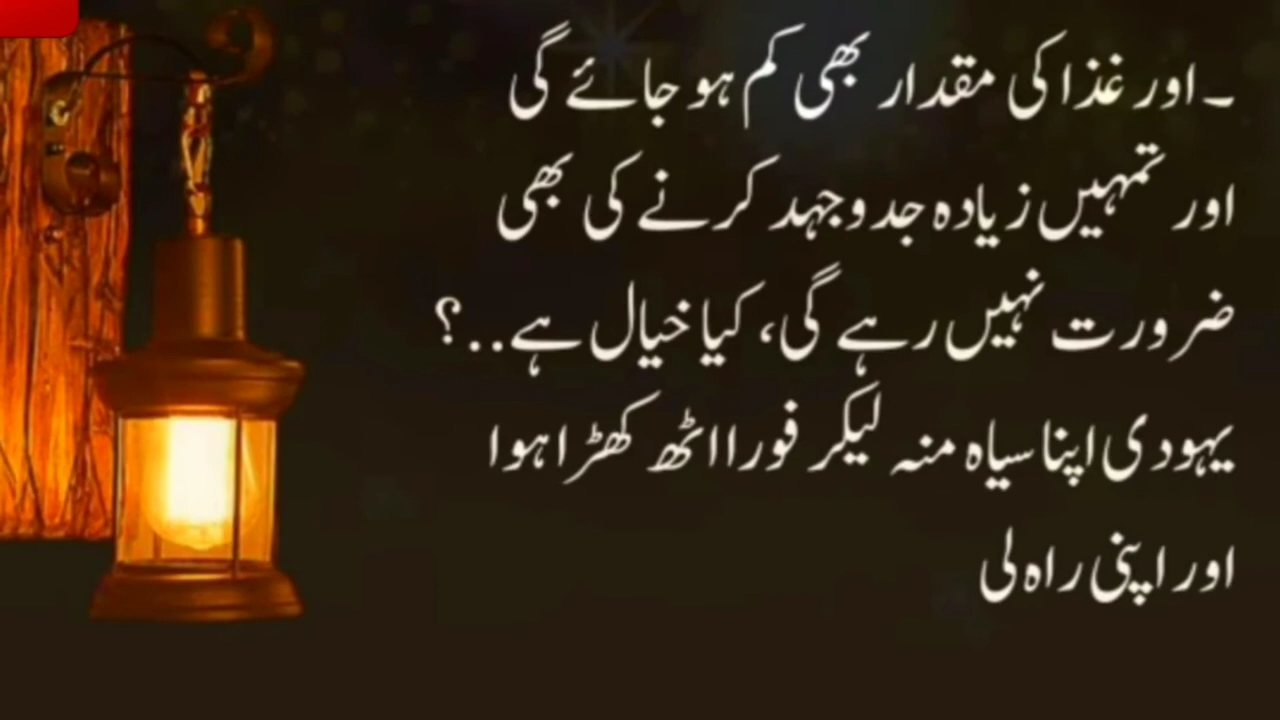 ۔اور غذا کی مقدار بھی کم ہو جائے گی
اور تمہیں زیادہ جدوجہد کرنے کی بھی
ضرورت نہیں رہے گی، کیا خیال ہے..؟
یہودی اپنا سیاہ منہ لیکر فورا اٹھ کھڑا ہوا
اور اپنی راہ لی